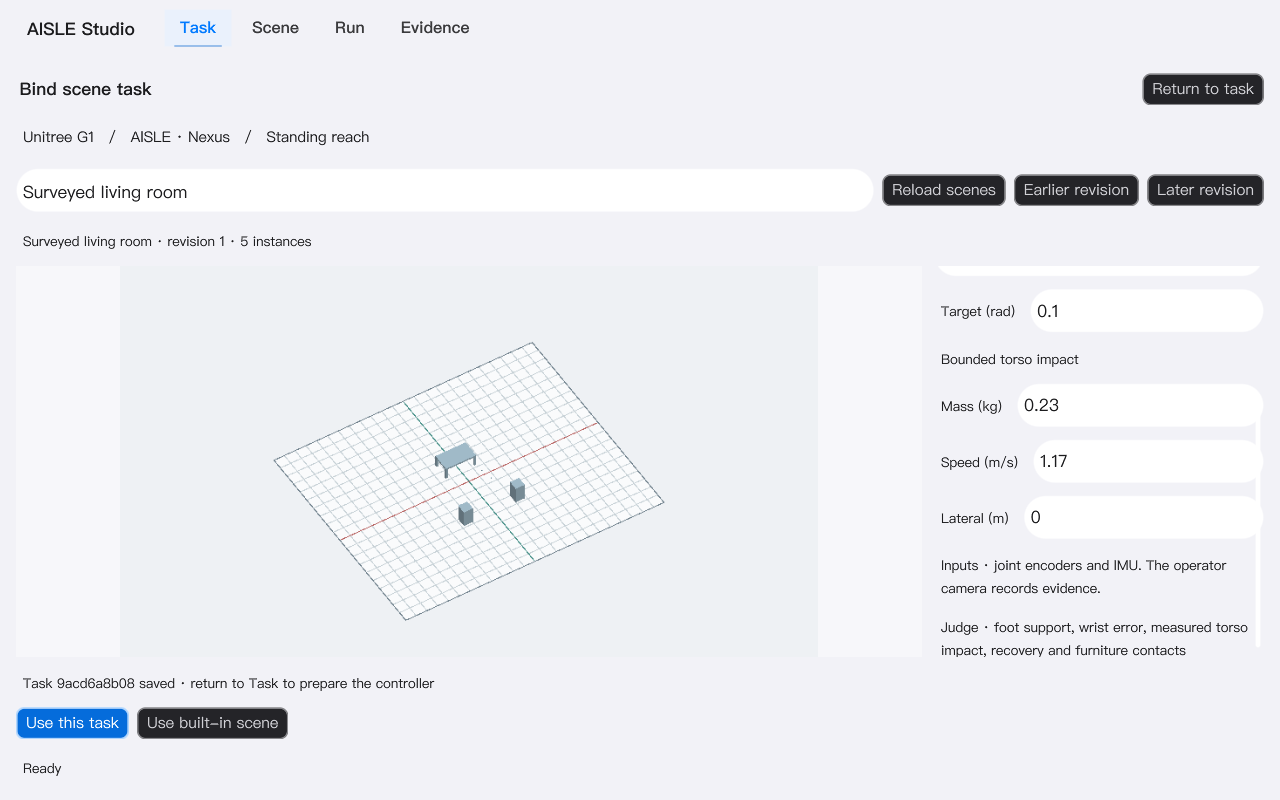 AISLE Studio Task Scene Run Evidence
Bind scene task Return to task
Unitree G1 / AISLE · Nexus / Standing reach
Surveyed living room Reload scenes Earlier revision Later revision
Surveyed living room · revision 1 · 5 instances
Target (rad) 0.1
Bounded torso impact
Mass (kg) 0.23
Speed (m/s) 1.17
Lateral (m) 0
Inputs · joint encoders and IMU. The operator
camera records evidence.
Judge · foot support, wrist error, measured torso
impact, recovery and furniture contacts
Task 9acd6a8b08 saved · return to Task to prepare the controller
Use this task Use built-in scene
Ready